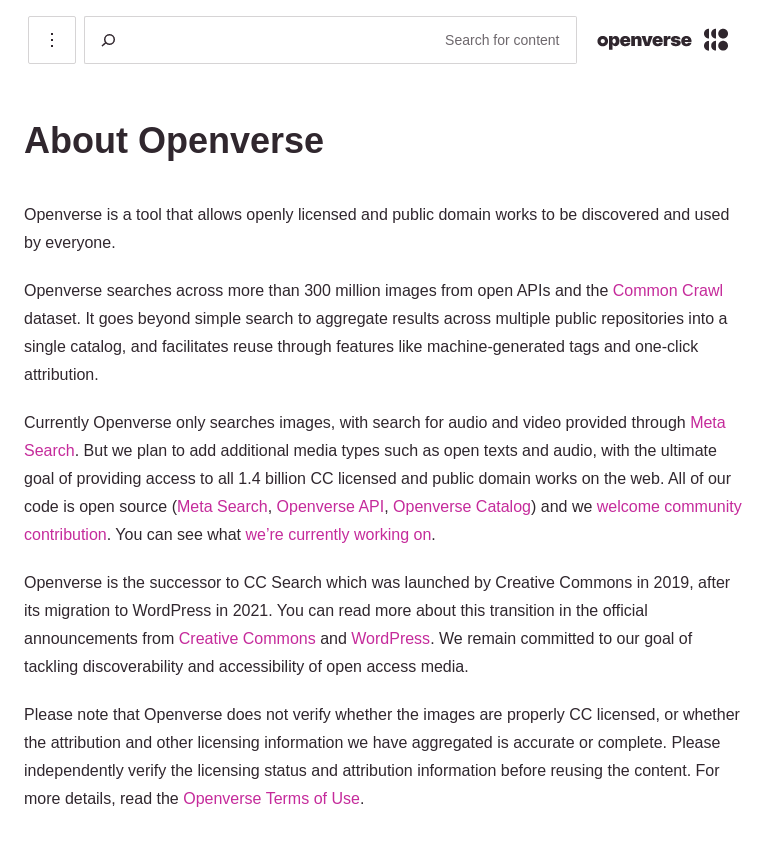 Search for content
openverse
About Openverse
Openverse is a tool that allows openly licensed and public domain works to be discovered and used
by everyone.
Openverse searches across more than 300 million images from open APIs and the Common Crawl
dataset. It goes beyond simple search to aggregate results across multiple public repositories into a
single catalog, and facilitates reuse through features like machine-generated tags and one-click
attribution.
Currently Openverse only searches images, with search for audio and video provided through Meta
Search. But we plan to add additional media types such as open texts and audio, with the ultimate
goal of providing access to all 1.4 billion CC licensed and public domain works on the web. All of our
code is open source (Meta Search, Openverse API, Openverse Catalog) and we welcome community
contribution. You can see what we’re currently working on.
Openverse is the successor to CC Search which was launched by Creative Commons in 2019, after
its migration to WordPress in 2021. You can read more about this transition in the official
announcements from Creative Commons and WordPress. We remain committed to our goal of
tackling discoverability and accessibility of open access media.
Please note that Openverse does not verify whether the images are properly CC licensed, or whether
the attribution and other licensing information we have aggregated is accurate or complete. Please
independently verify the licensing status and attribution information before reusing the content. For
more details, read the Openverse Terms of Use.